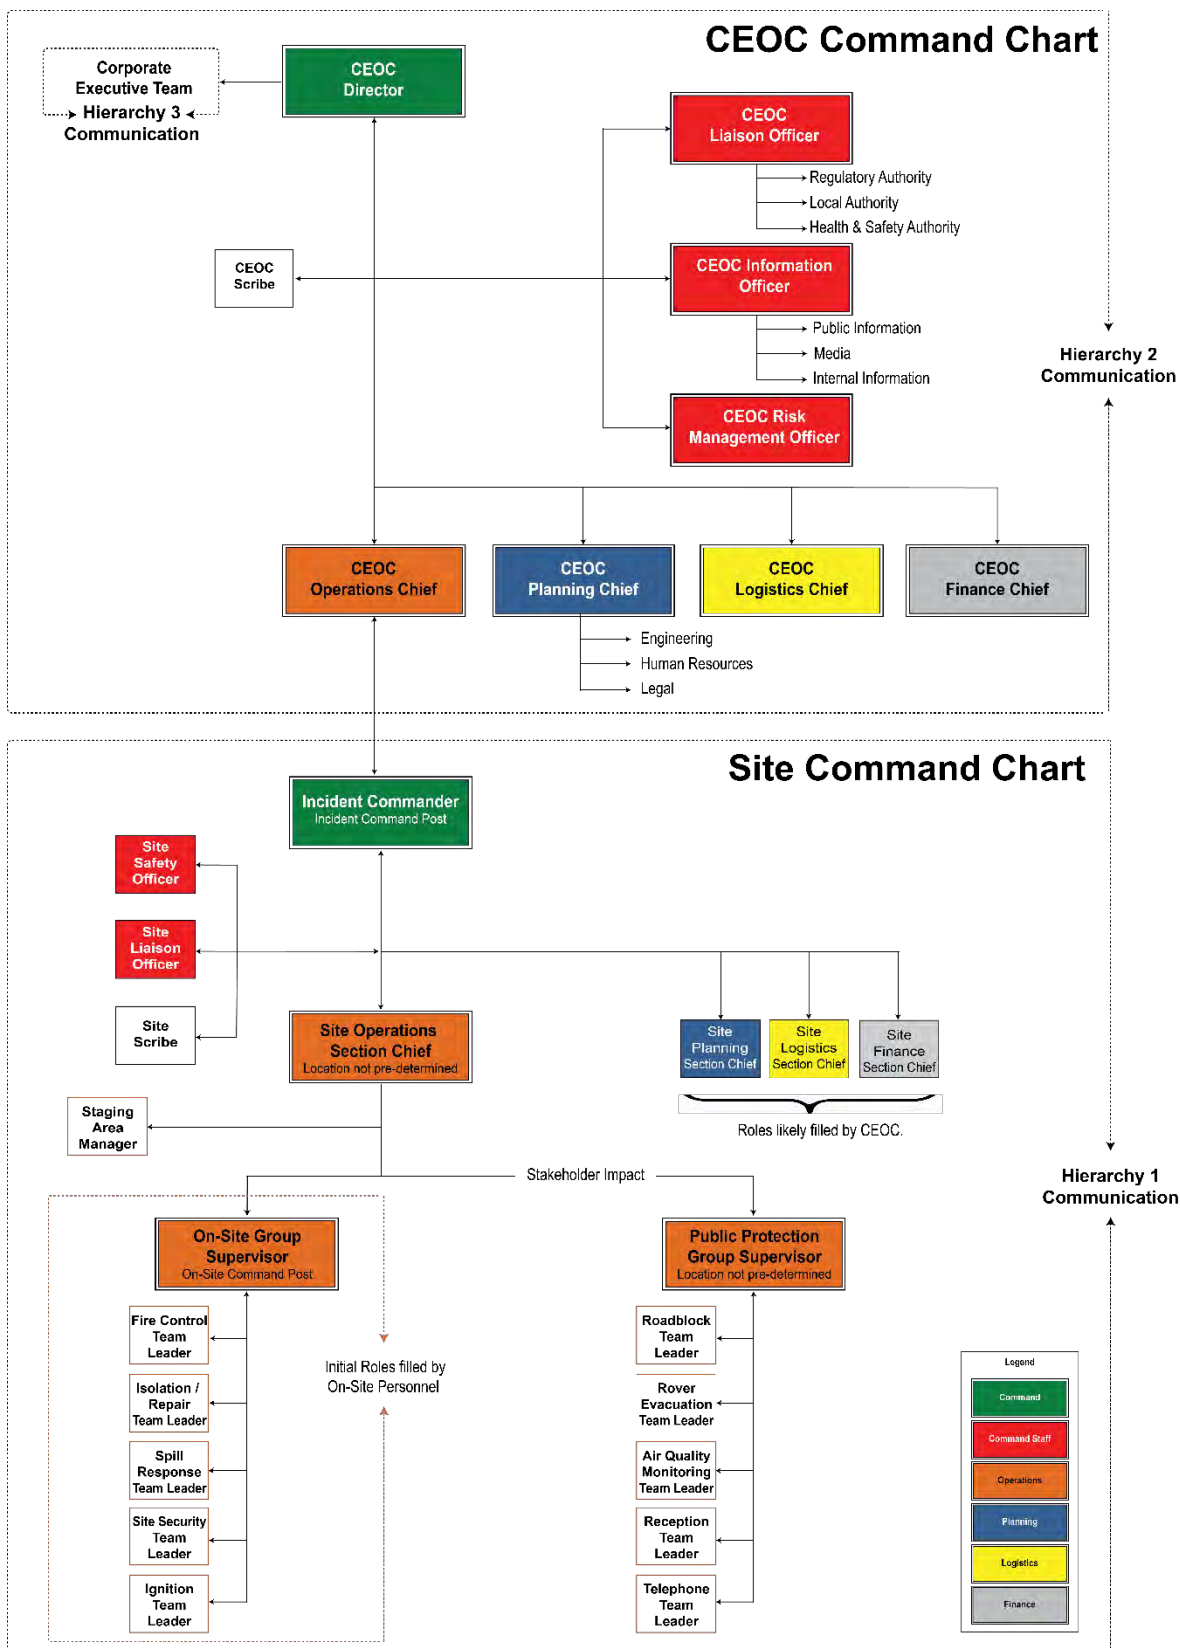 CEOC Command Chart
Corporate
Executive Team
Hierarchy 3
Communication
CEOC
Director
CEOC
Liaison Officer
Regulatory Authority
Local Authority
Health & Safety Authority
CEOC
Scribe
CEOC Information
Officer
Public Information
Media
Internal Information
Hierarchy 2
Communication
CEOC Risk
Management Officer
CEOC
Operations Chief
CEOC
Planning Chief
CEOC
Logistics Chief
CEOC
Finance Chief
Engineering
Human Resources
Legal
Site Command Chart
Incident Commander
Incident Command Post
Site
Safety
Officer
Site
Liaison
Officer
Site
Scribe
Site Operations
Section Chief
Location not pre-determined
Site
Planning
Section Chief
Site
Logistics
Section Chief
Site
Finance
Section Chief
Roles likely filled by CEOC.
Staging
Area
Manager
Stakeholder Impact
Hierarchy 1
Communication
On-Site Group
Supervisor
On-Site Command Post
Public Protection
Group Supervisor
Location not pre-determined
Fire Control
Team
Leader
Isolation /
Repair
Team Leader
Spill
Response
Team Leader
Site Security
Team
Leader
Ignition
Team
Leader
Initial Roles filled by
On-Site Personnel
Roadblock
Team
Leader
Rover
Evacuation
Team Leader
Air Quality
Monitoring
Team Leader
Reception
Team
Leader
Telephone
Team
Leader
Legend
Command
Command Staff
Operations
Planning
Logistics
Finance